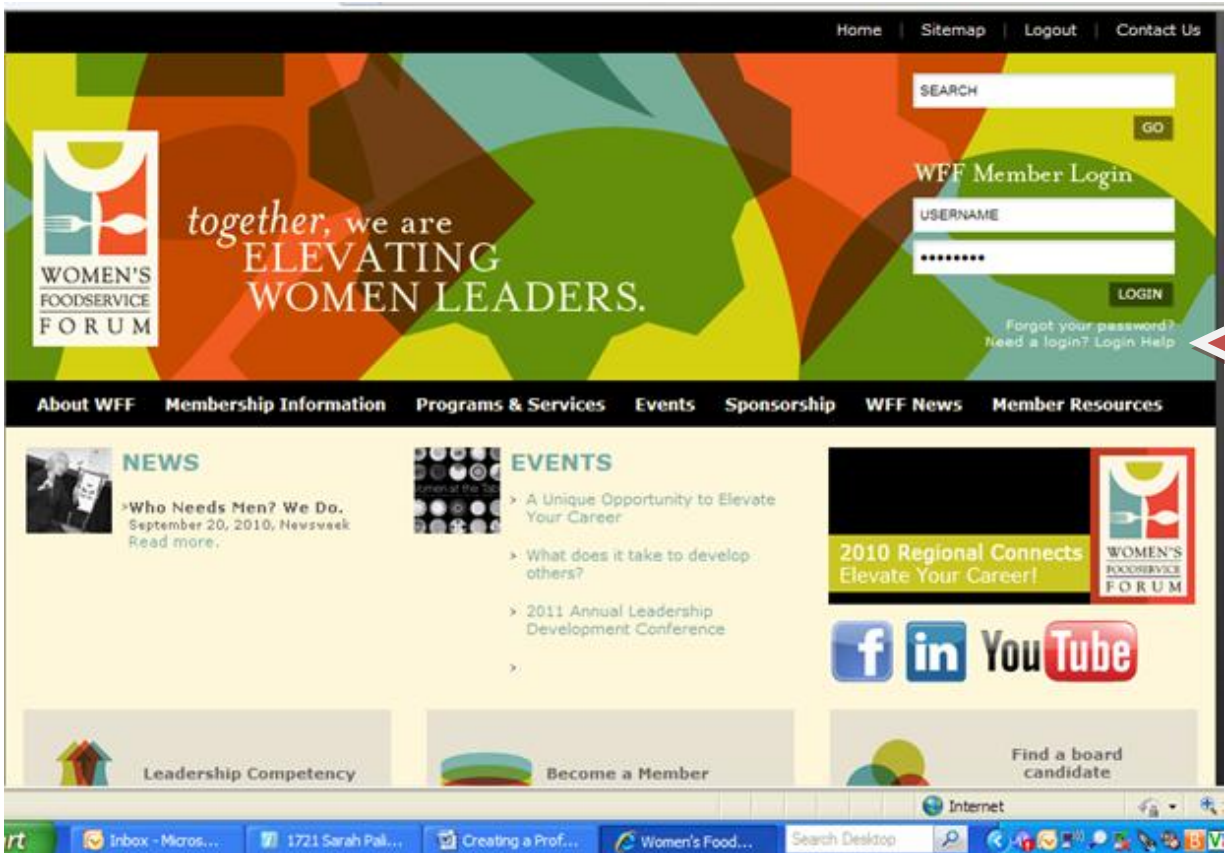 Home | Sitemap | Logout | Contact Us
SEARCH
GO
WFF Member Login
USERNAME
••••••••
LOGIN
Forgot your password?
Need a login? Login Help
WOMEN'S
FOODSERVICE
FORUM
together, we are
ELEVATING
WOMEN LEADERS.
About WFF Membership Information Programs & Services Events Sponsorship WFF News Member Resources
NEWS
Who Needs Men? We Do.
September 20, 2010, Newsweek
Read more.
EVENTS
> A Unique Opportunity to Elevate
Your Career
> What does it take to develop
others?
> 2011 Annual Leadership
Development Conference
>
2010 Regional Connects
Elevate Your Career!
WOMEN'S
FOODSERVICE
FORUM
f in YouTube
Leadership Competency
Become a Member
Find a board
candidate
Internet
rt Inbox - Micros... 1721 Sarah Pali... Creating a Prof... Women's Food... Search Desktop